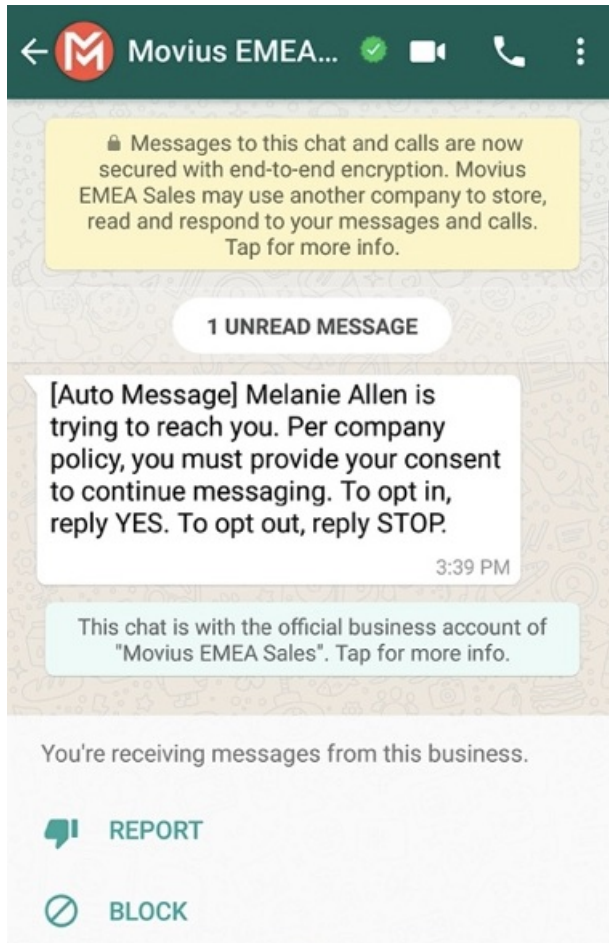 Movius EMEA...
Messages to this chat and calls are now
secured with end-to-end encryption. Movius
EMEA Sales may use another company to store,
read and respond to your messages and calls.
Tap for more info.
1 UNREAD MESSAGE
[Auto Message] Melanie Allen is
trying to reach you. Per company
policy, you must provide your consent
to continue messaging. To opt in,
reply YES. To opt out, reply STOP.
3:39 PM
This chat is with the official business account of
"Movius EMEA Sales". Tap for more info.
You're receiving messages from this business.
REPORT
BLOCK